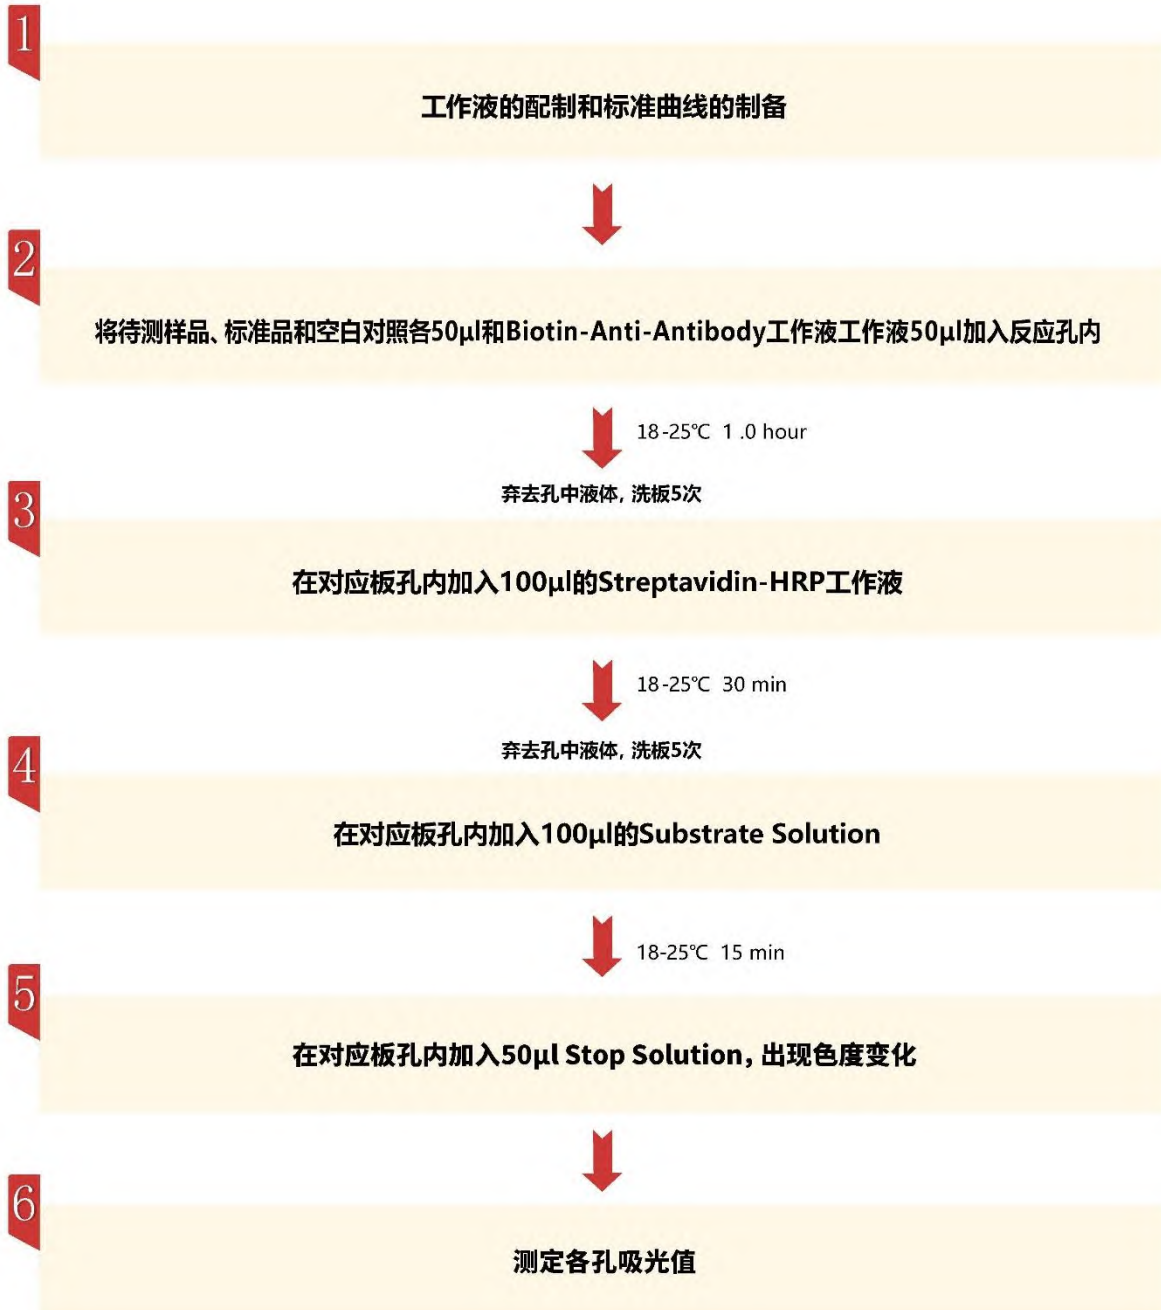 1
工作液的配制和标准曲线的制备
2
将待测样品、标准品和空白对照各50μl和Biotin-Anti-Antibody工作液工作液50μl加入反应孔内
18-25℃ 1 .0 hour
弃去孔中液体, 洗板5次
3
在对应板孔内加入100μl的Streptavidin-HRP工作液
18-25℃ 30 min
弃去孔中液体, 洗板5次
4
在对应板孔内加入100μl的Substrate Solution
18-25℃ 15 min
5
在对应板孔内加入50μl Stop Solution, 出现色度变化
6
测定各孔吸光值